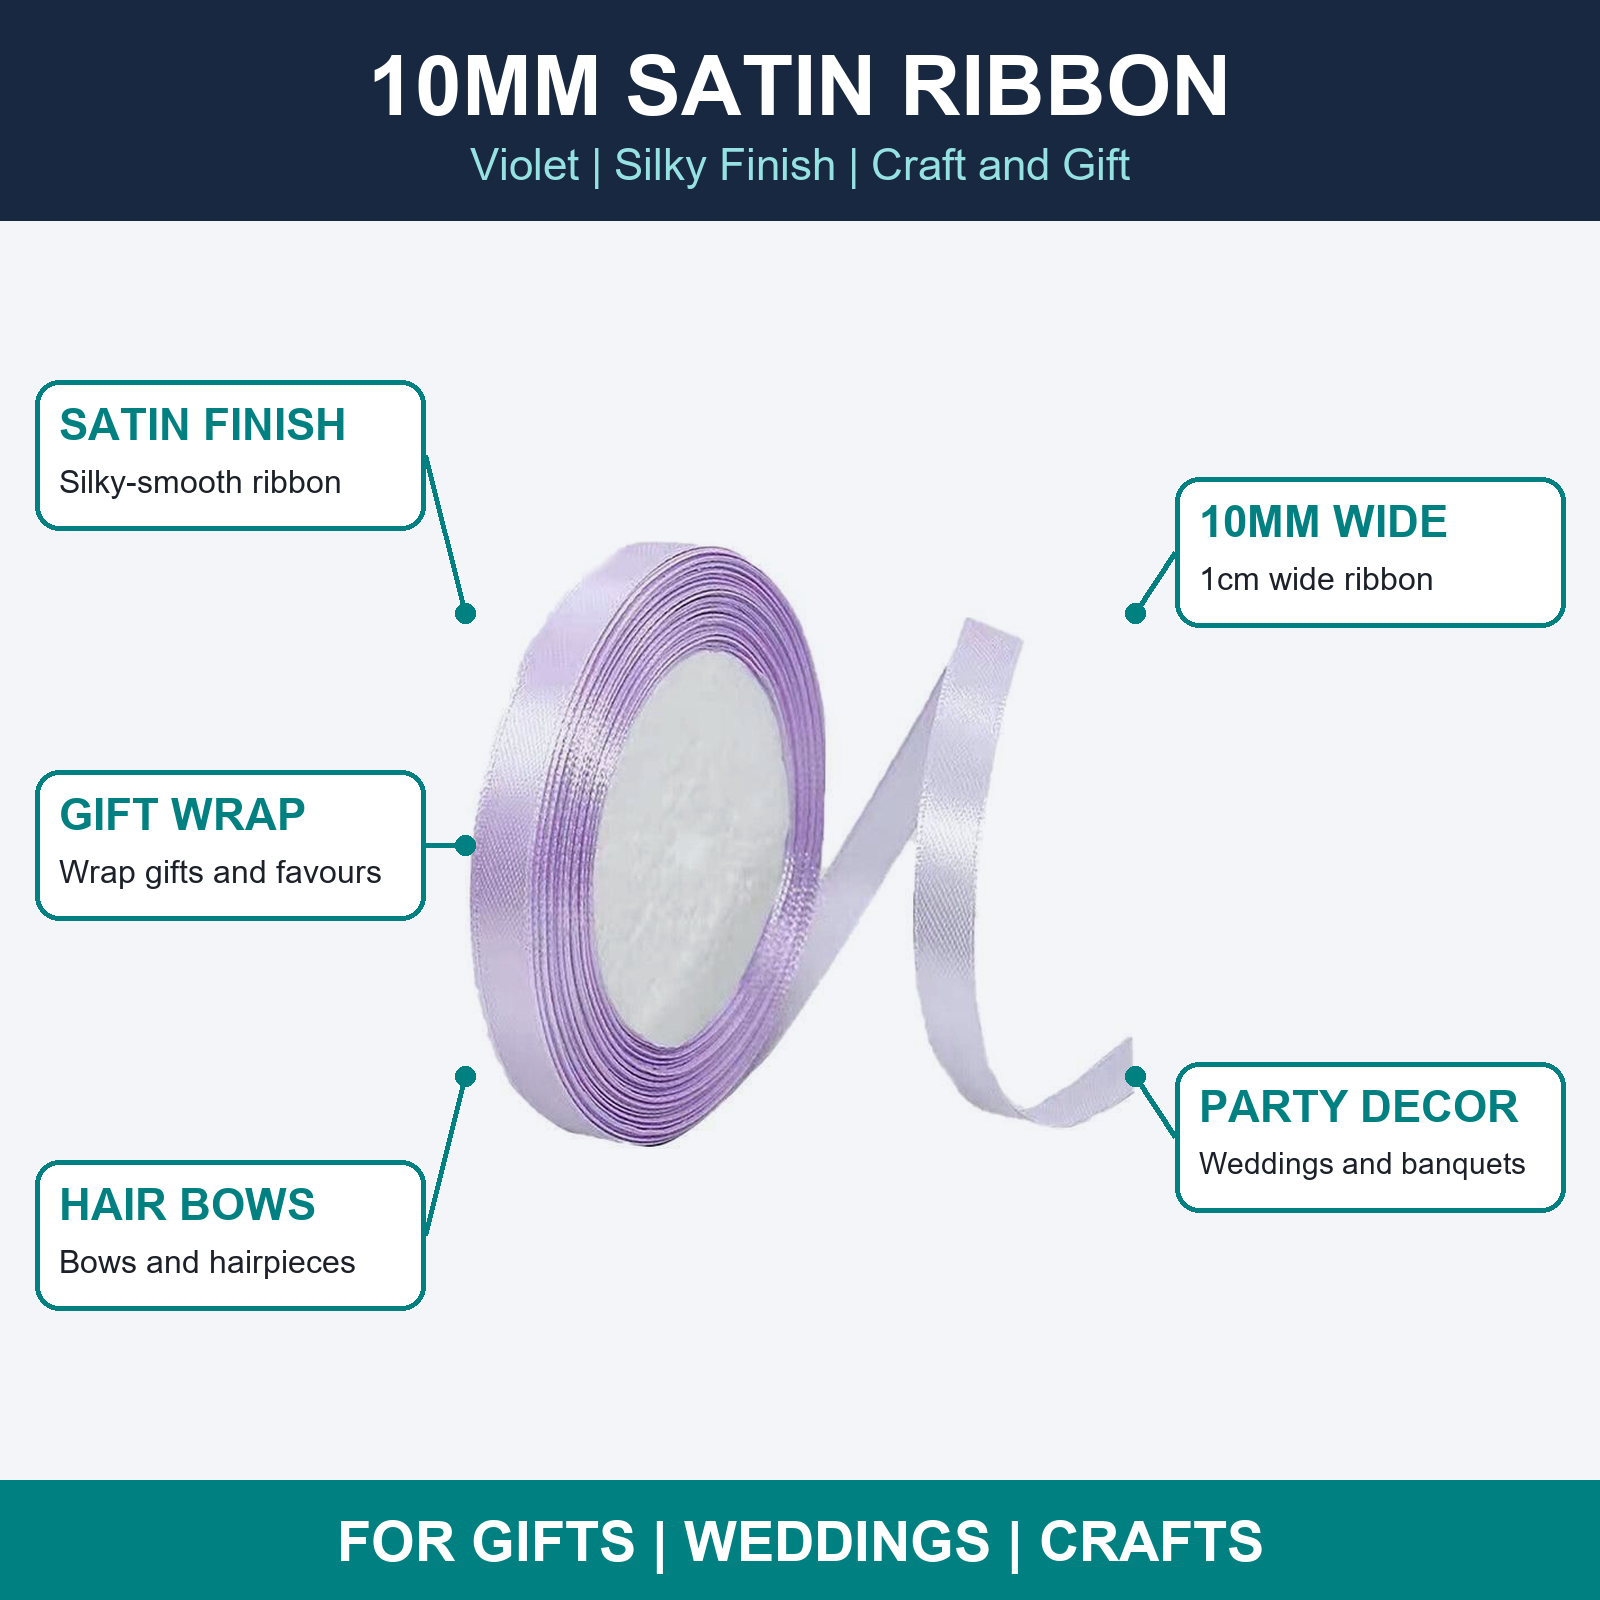 10MM SATIN RIBBON
Violet | Silky Finish | Craft and Gift
SATIN FINISH
Silky-smooth ribbon
10MM WIDE
1cm wide ribbon
GIFT WRAP
Wrap gifts and favours
PARTY DECOR
Weddings and banquets
HAIR BOWS
Bows and hairpieces
FOR GIFTS | WEDDINGS | CRAFTS